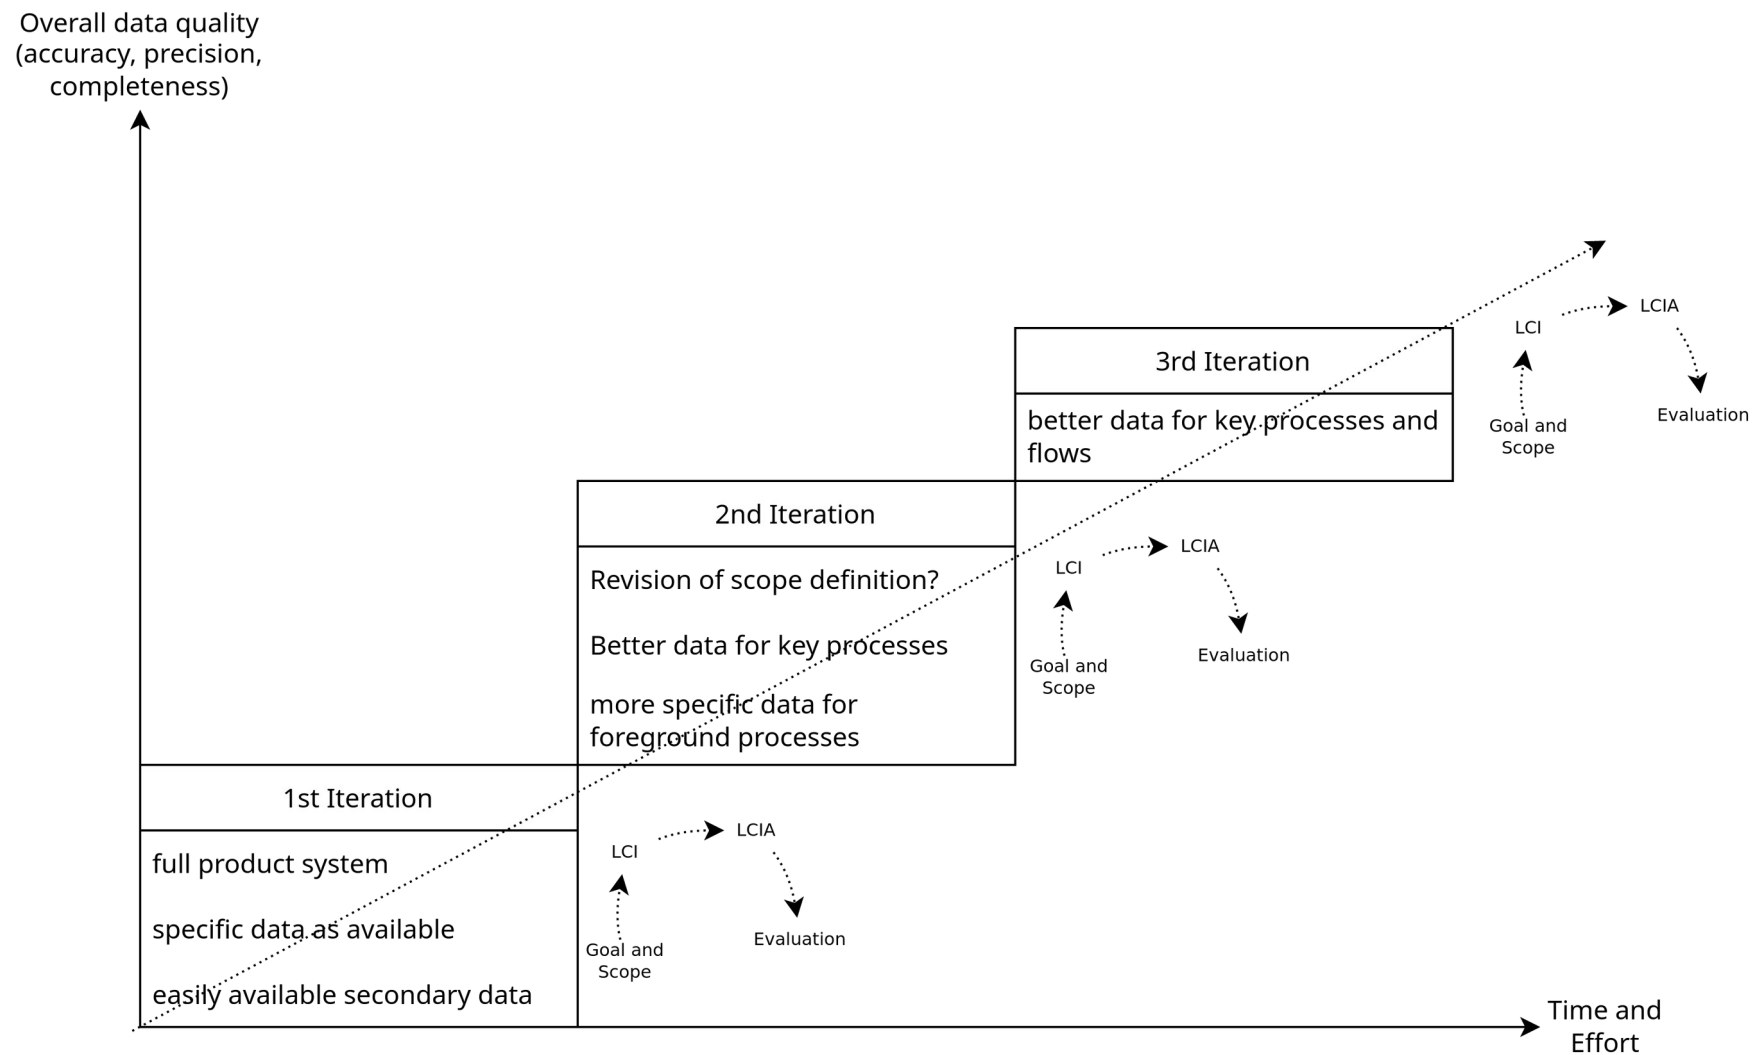 Overall data quality
(accuracy, precision,
completeness)
3rd Iteration
better data for key processes and
flows
LCI
LCIA
Goal and
Scope
Evaluation
2nd Iteration
Revision of scope definition?
Better data for key processes
more specific data for
foreground processes
LCI
LCIA
Goal and
Scope
Evaluation
1st Iteration
full product system
specific data as available
easily available secondary data
LCI
LCIA
Goal and
Scope
Evaluation
Time and
Effort